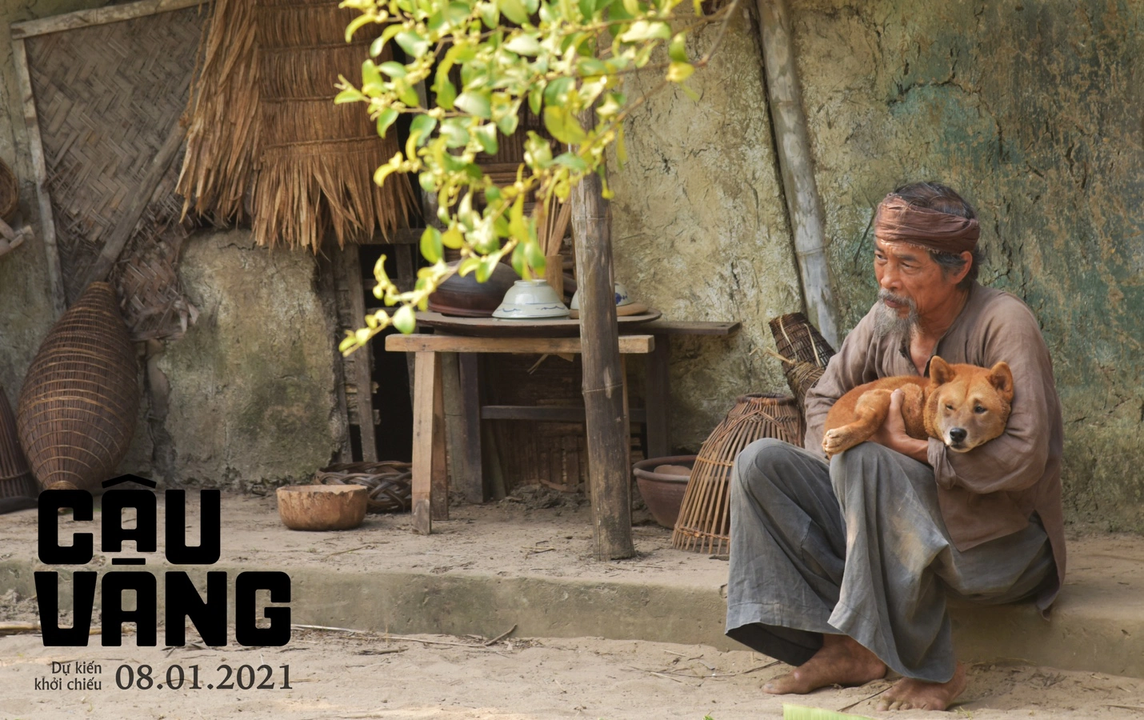 CẬU
VÀNG
Dự kiến
khởi chiếu
08.01.2021